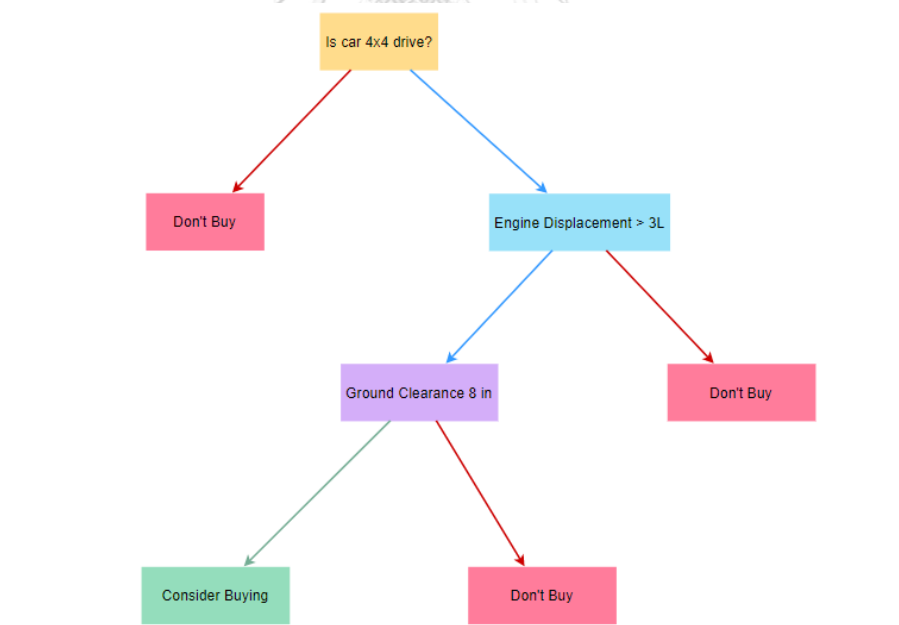 Is car 4x4 drive?
Don't Buy
Engine Displacement > 3L
Ground Clearance 8 in
Don't Buy
Consider Buying
Don't Buy